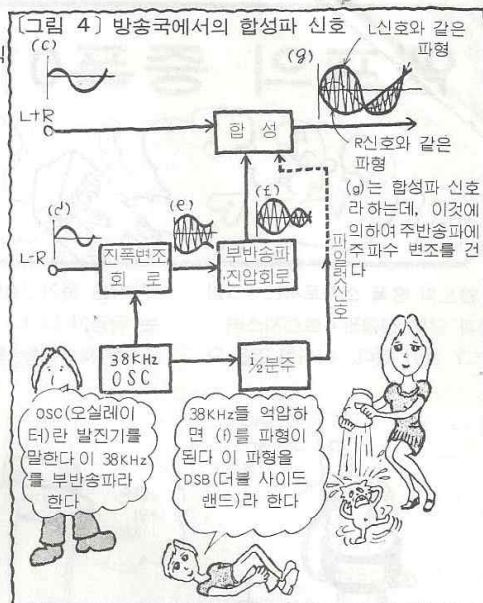 [그림 4] 방송국에서의 합성파 신호
(C)
(g)
L신호와 같은
파형
L+R
합 성
R신호와 같은
파형
(g)는 합성파 신호
라 하는데, 이것에
의하여 주반송파에
주파수 변조를 건
다
(d)
(e)
(f)
L-R
진폭변조
회 로
부반송파
진압회로
파일럿신호
38KHz
OSC
½분주
OSC(오실레이
터)란 발진기를
말한다 이 38KHz
를 부반송파라
한다
38KHz들 억압하
면 (f)를 파형이
된다 이 파형을
DSB(더블 사이드
밴드)라 한다